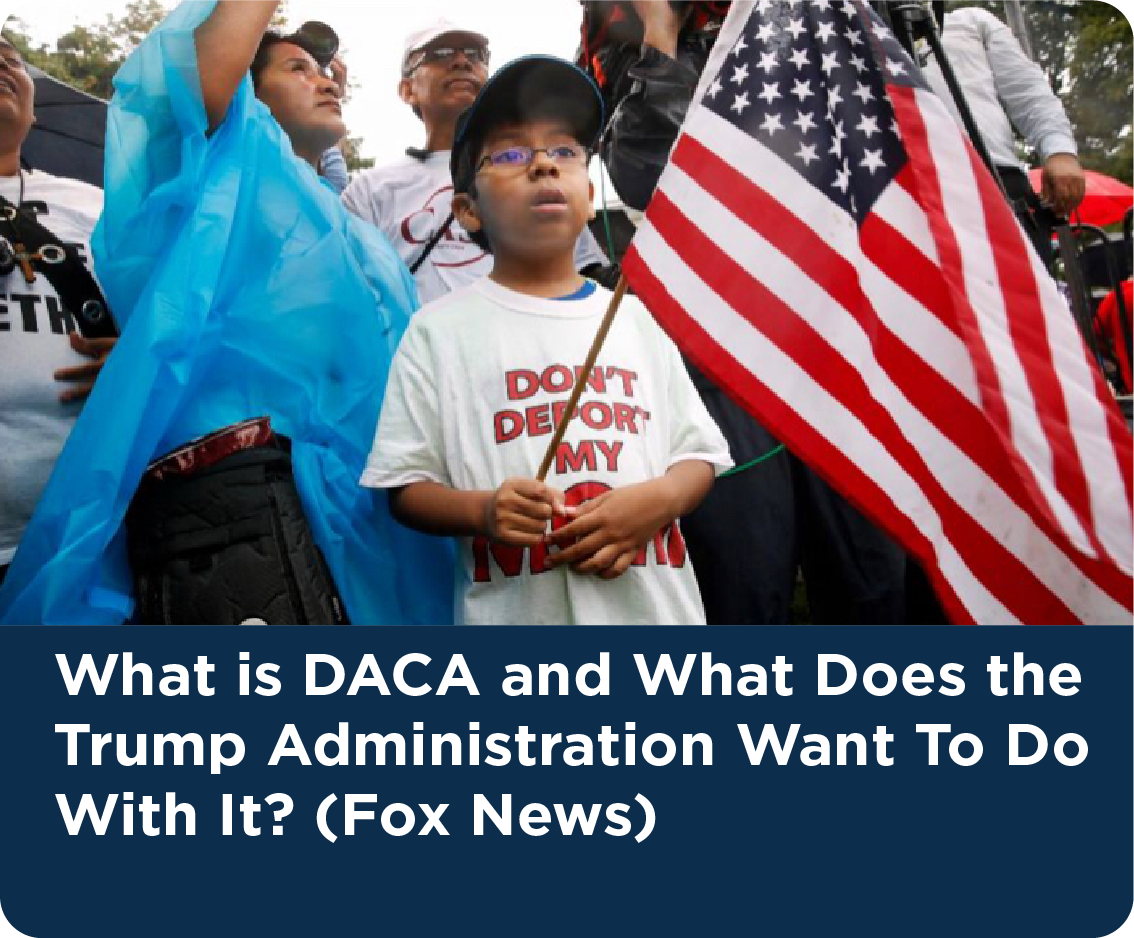 ETH
CAS
DON'T
DEPORT
MY
What is DACA and What Does the
Trump Administration Want To Do
With It? (Fox News)